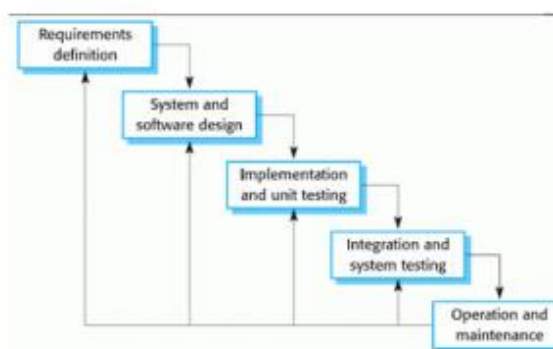 Requirements
definition
System and
software design
Implementation
and unit testing
Integration and
system testing
Operation and
maintenance